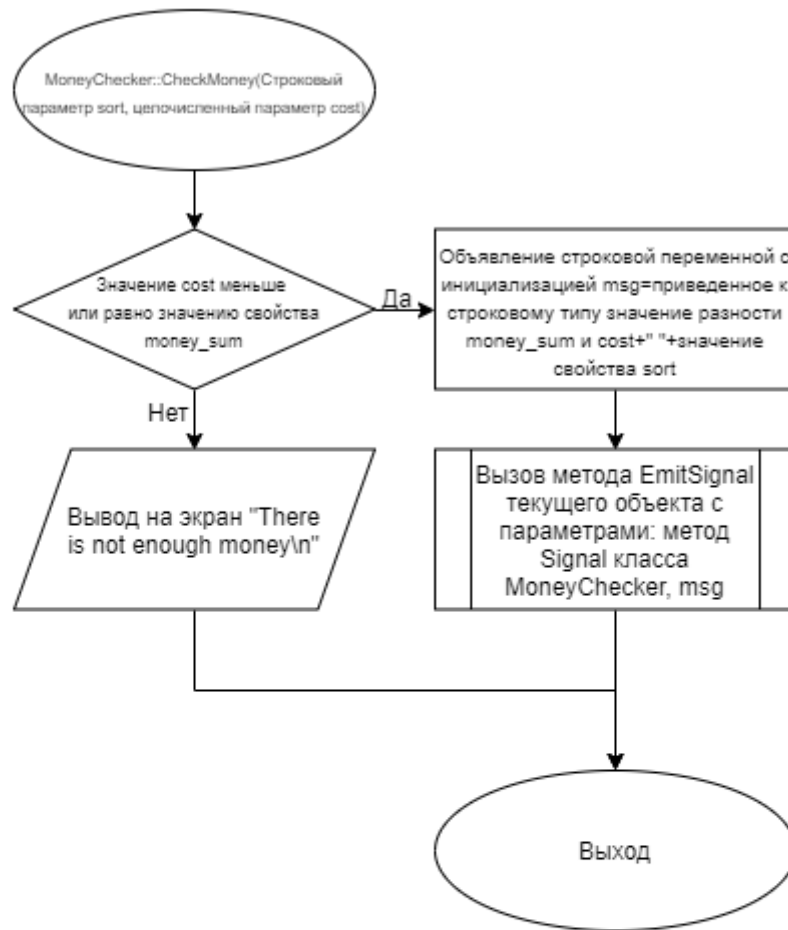 MoneyChecker::CheckMoney(Строковый
параметр sort, целочисленный параметр cost)
Значение cost меньше
или равно значению свойства
money_sum
Да
Объявление строковой переменной с
инициализацией msg=приведенное к
строковому типу значение разности
money_sum и cost+" "+значение
свойства sort
Нет
Вывод на экран "There
is not enough money\n"
Вызов метода EmitSignal
текущего объекта с
параметрами: метод
Signal класса
MoneyChecker, msg
Выход